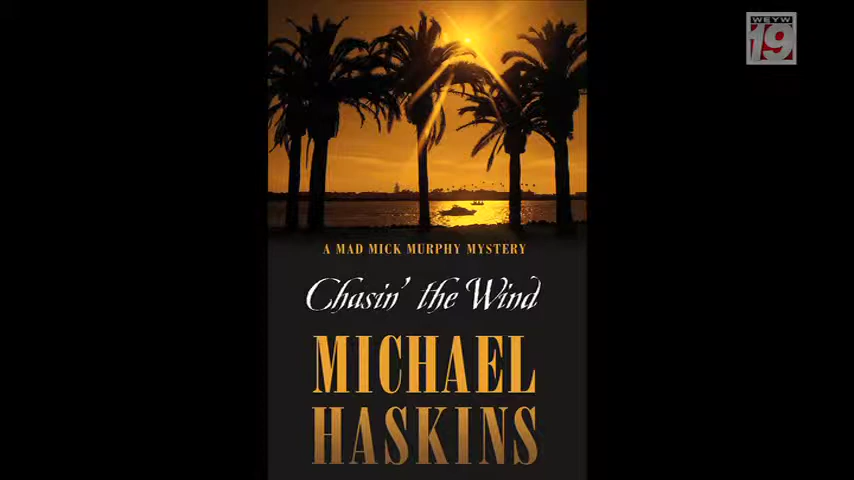 WEYW
19
A MAD MICK MURPHY MYSTERY
Chasin' the Wind
MICHAEL
HASKINS